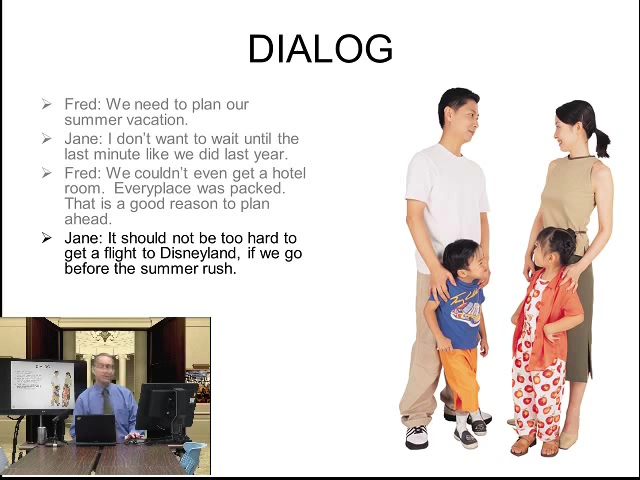 DIALOG
Fred: We need to plan our
summer vacation.
Jane: I don't want to wait until the
last minute like we did last year.
Fred: We couldn't even get a hotel
room.  Everyplace was packed.
That is a good reason to plan
ahead.
Jane: It should not be too hard to
get a flight to Disneyland, if we go
before the summer rush.